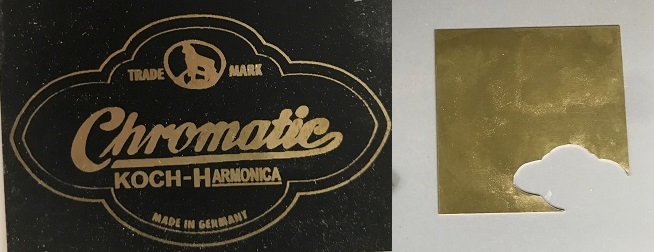 TRADE MARK
Chromatic
KOCH-HARMONICA
MADE IN GERMANY